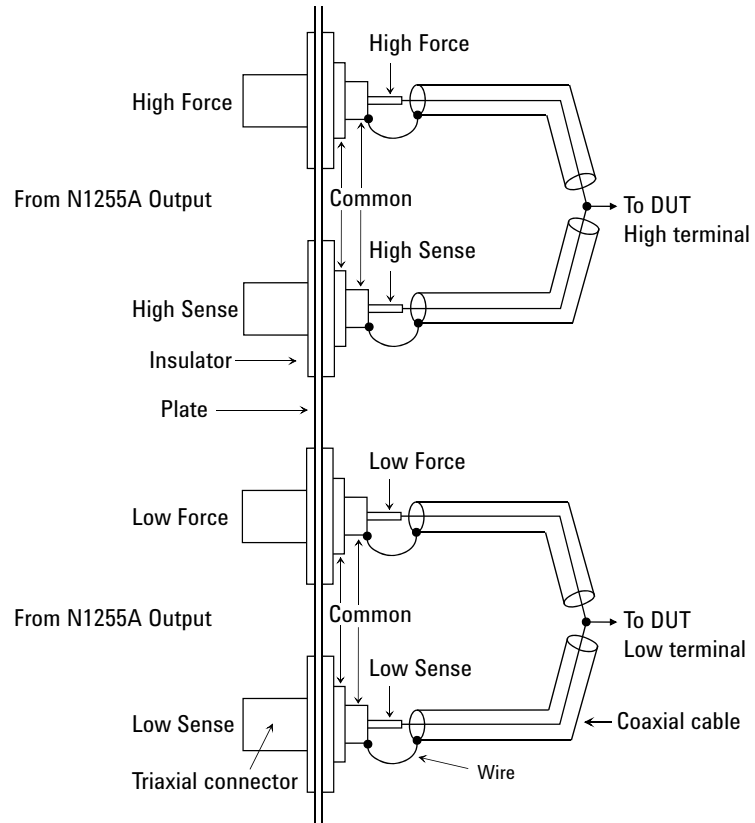 High Force
High Force
From N1255A Output
Common
To DUT
High terminal
High Sense
High Sense
Insulator
Plate
Low Force
Low Force
From N1255A Output
Common
To DUT
Low terminal
Low Sense
Low Sense
Coaxial cable
Triaxial connector
Wire